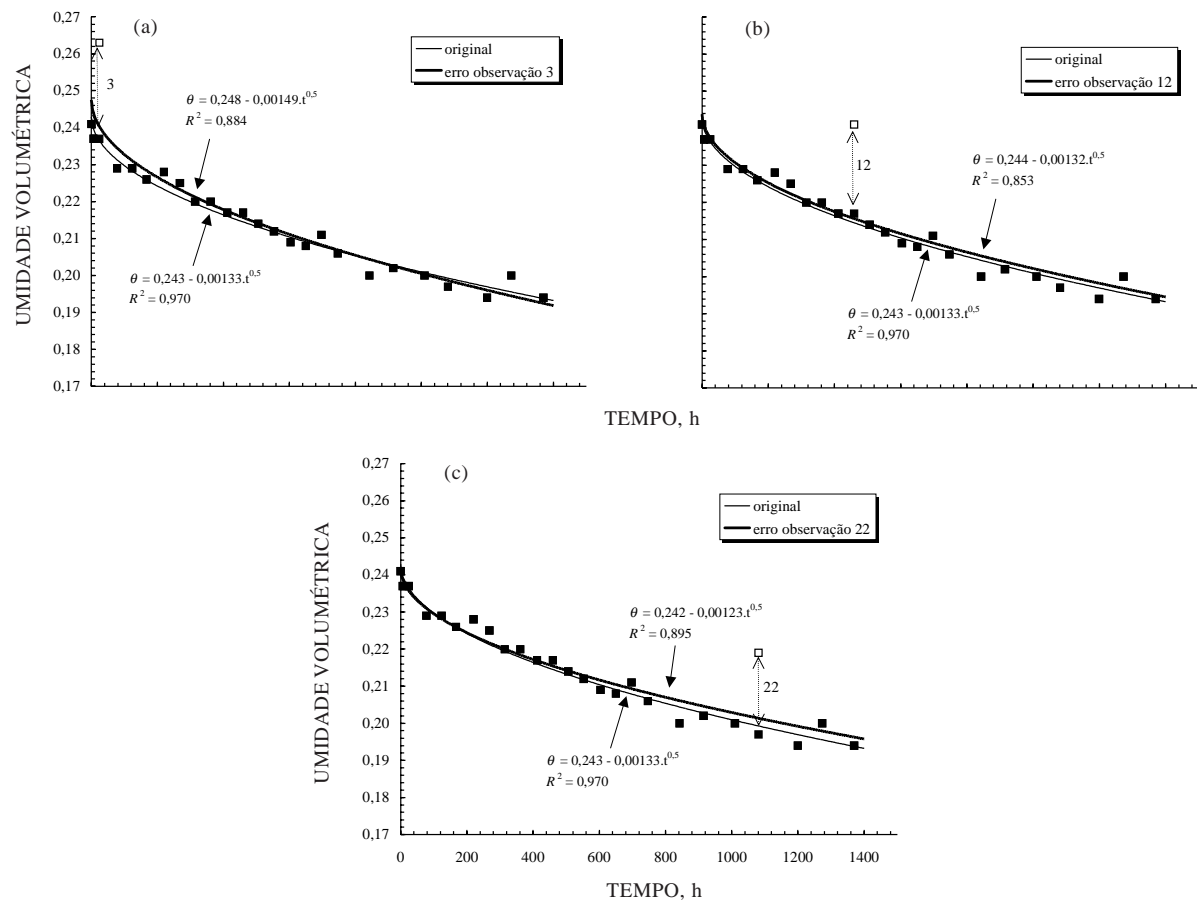 (a)
original
erro observação 3
0,27
0,26
0,25
0,24
0,23
0,22
0,21
0,20
0,19
0,18
0,17
UMIDADE VOLUMÉTRICA
3
θ = 0,248 - 0,00149.t^0,5
R² = 0,884
θ = 0,243 - 0,00133.t^0,5
R² = 0,970
(b)
original
erro observação 12
12
θ = 0,244 - 0,00132.t^0,5
R² = 0,853
θ = 0,243 - 0,00133.t^0,5
R² = 0,970
TEMPO, h
(c)
original
erro observação 22
0,27
0,26
0,25
0,24
0,23
0,22
0,21
0,20
0,19
0,18
0,17
UMIDADE VOLUMÉTRICA
θ = 0,242 - 0,00123.t^0,5
R² = 0,895
22
θ = 0,243 - 0,00133.t^0,5
R² = 0,970
0 200 400 600 800 1000 1200 1400
TEMPO, h